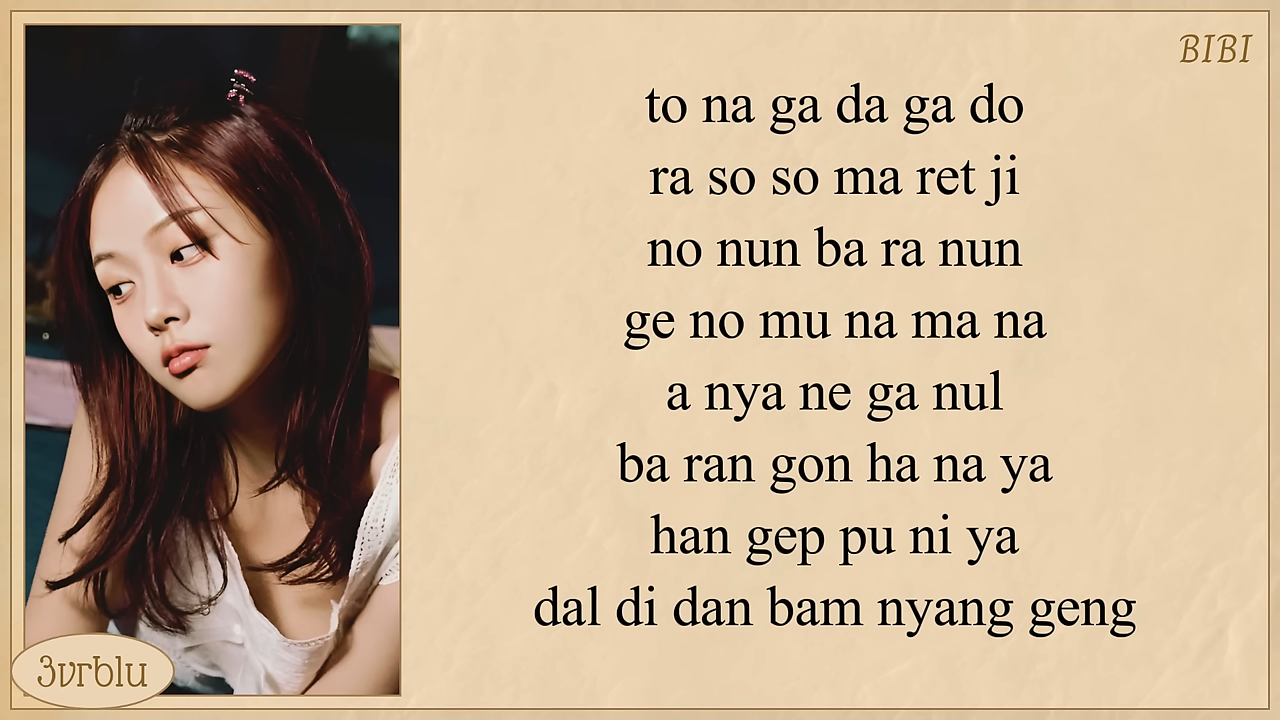 BIBI
to na ga da ga do
ra so so ma ret ji
no nun ba ra nun
ge no mu na ma na
a nya ne ga nul
ba ran gon ha na ya
han gep pu ni ya
dal di dan bam nyang geng
3vrblu